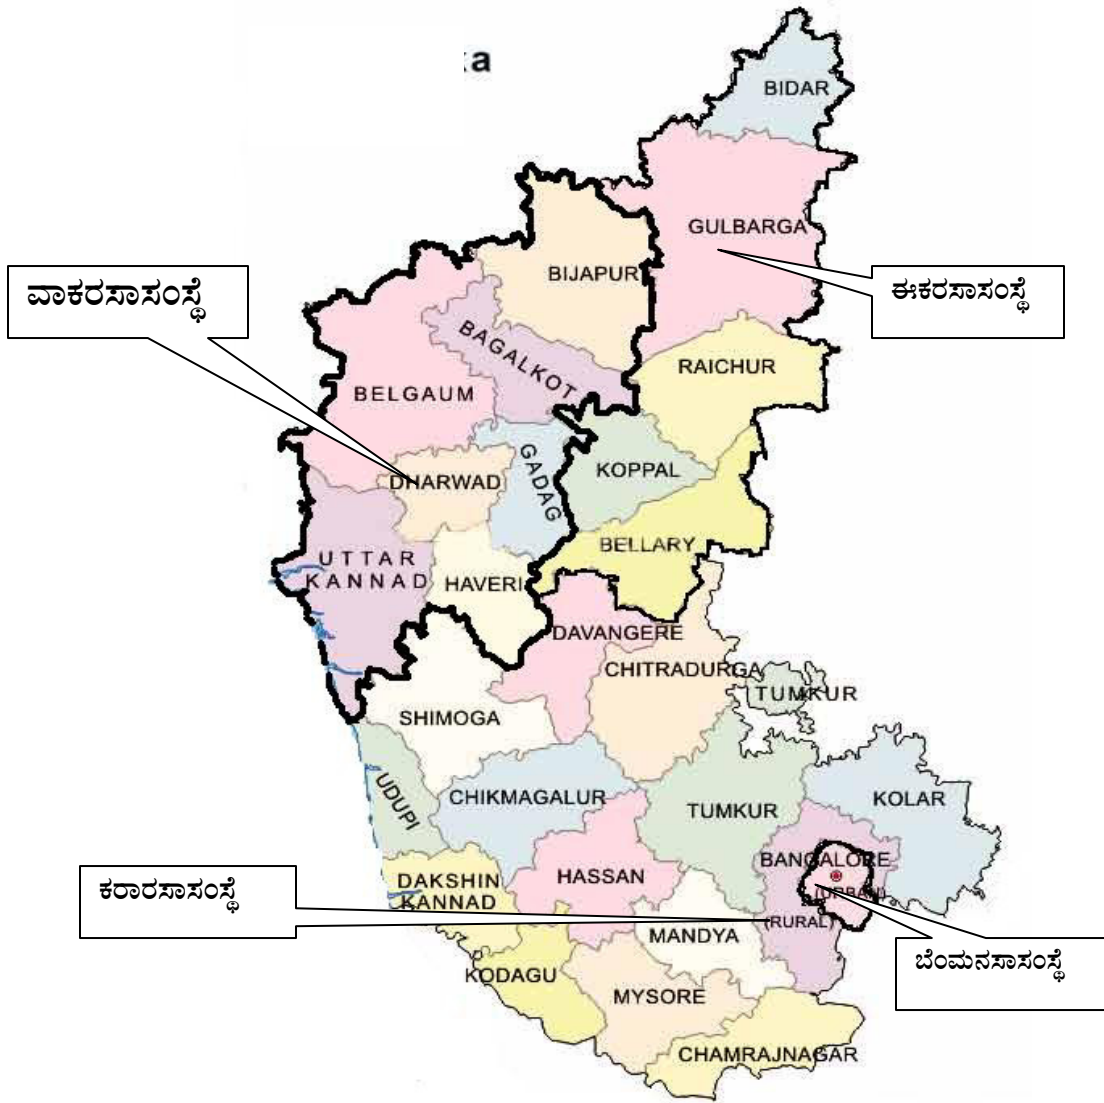 ka
BIDAR
GULBARGA
BIJAPUR
ವಾಕರಸಾಸಂಸ್ಥೆ
ಈಕರಸಾಸಂಸ್ಥೆ
BAGALKOT
RAICHUR
BELGAUM
GADAG
KOPPAL
DHARWAD
BELLARY
UTTAR
KANNAD
HAVERI
DAVANGERE
CHITRADURGA
TUMKUR
SHIMOGA
UDUPI
CHIKMAGALUR
TUMKUR
KOLAR
BANGALORE
(URBAN)
ಕರಾರಸಾಸಂಸ್ಥೆ
DAKSHIN
KANNAD
HASSAN
(RURAL)
MANDYA
ಬೆಂಮನಸಾಸಂಸ್ಥೆ
KODAGU
MYSORE
CHAMRAJNAGAR